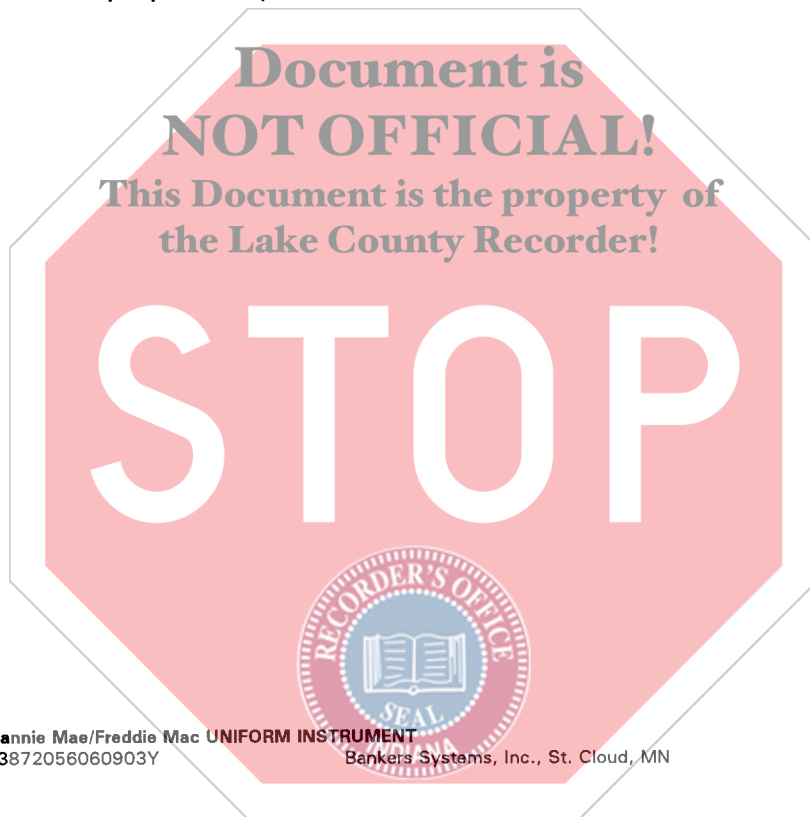 Document is
NOT OFFICIAL!
This Document is the property of
the Lake County Recorder!
STOP
RECORDER'S OFFICE
SEAL
INDIANA
annie Mae/Freddie Mac UNIFORM INSTRUMENT
3872056060903Y Bankers Systems, Inc., St. Cloud, MN